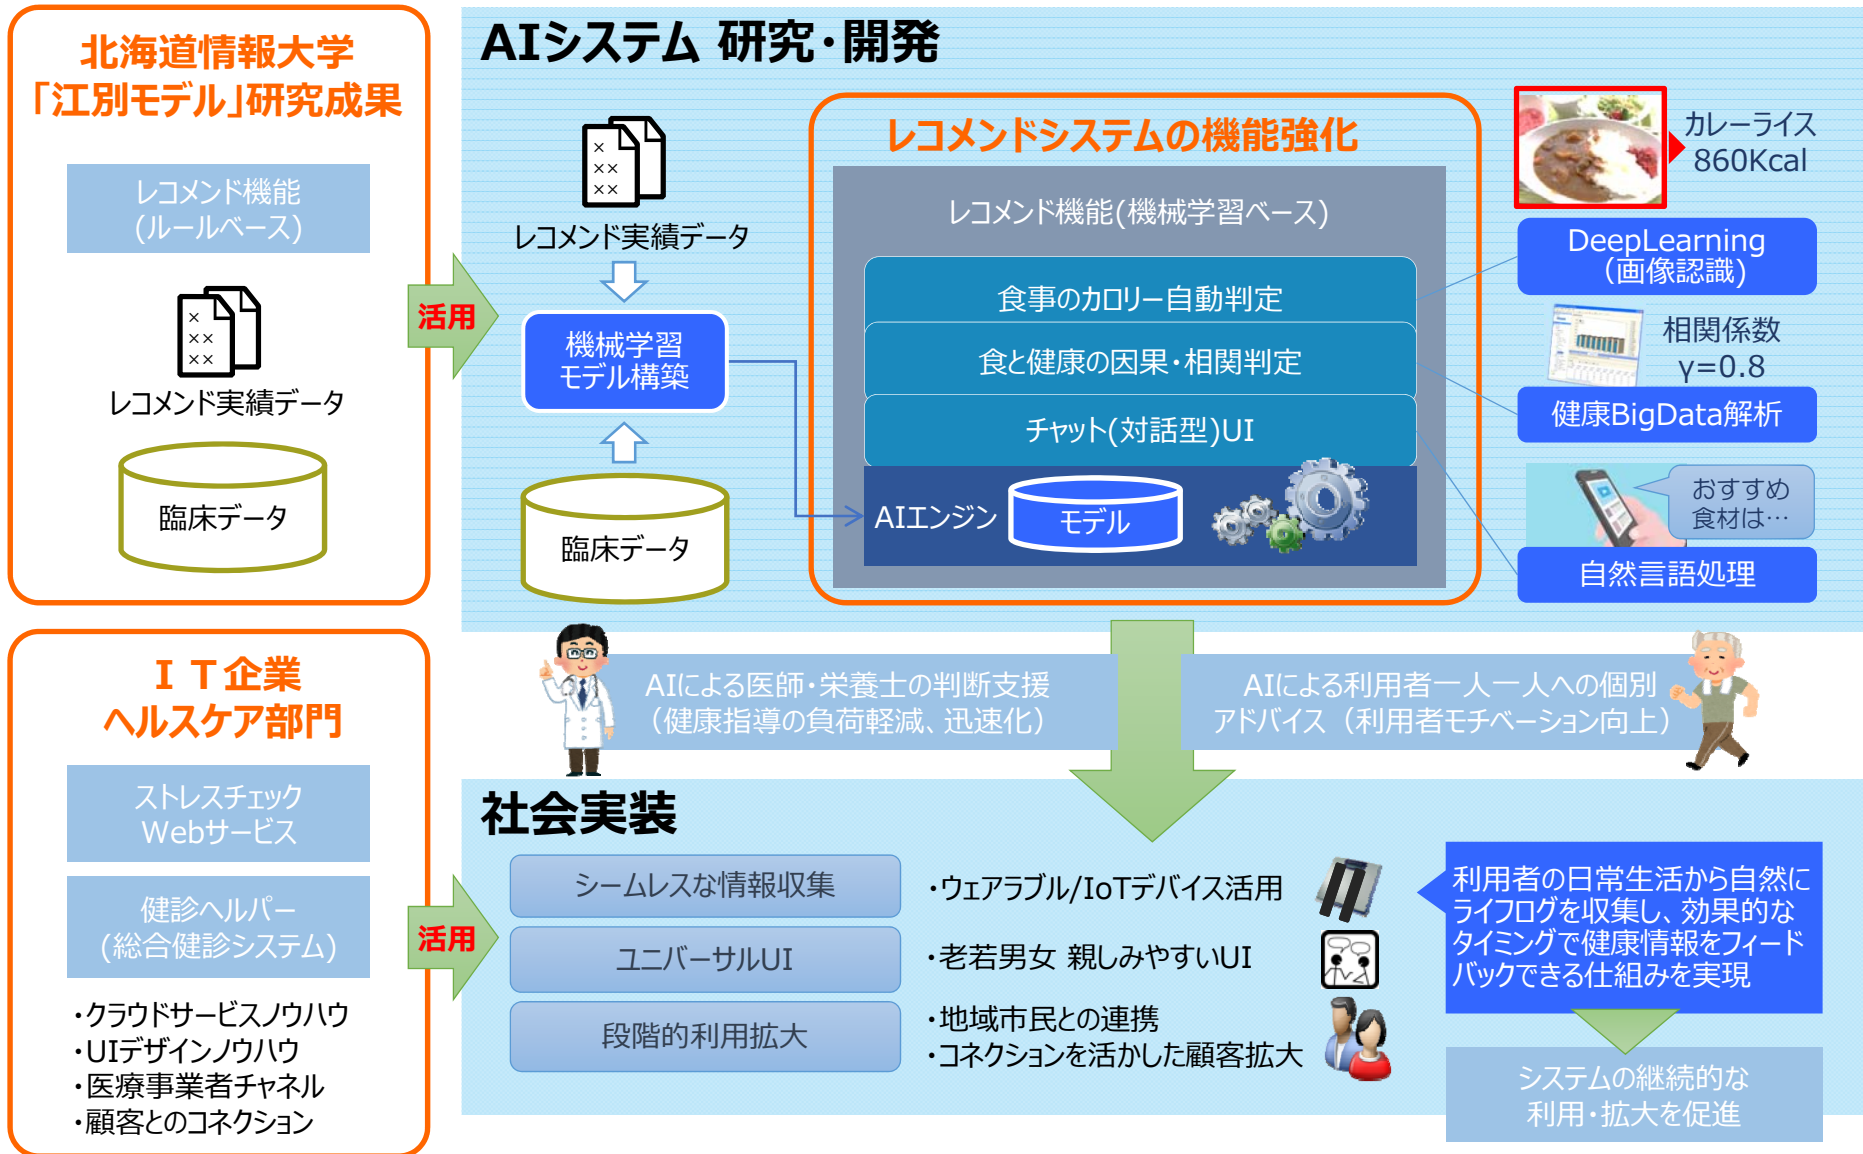 北海道情報大学
「江別モデル」研究成果
レコメンド機能
(ルールベース)
×
××
××
レコメンド実績データ
臨床データ
活用
AIシステム 研究・開発
×
××
××
レコメンド実績データ
機械学習
モデル構築
臨床データ
レコメンドシステムの機能強化
レコメンド機能(機械学習ベース)
食事のカロリー自動判定
食と健康の因果・相関判定
チャット(対話型)UI
AIエンジン
モデル
カレーライス
860Kcal
DeepLearning
(画像認識)
相関係数
γ=0.8
健康BigData解析
おすすめ
食材は…
自然言語処理
AIによる医師・栄養士の判断支援
(健康指導の負荷軽減、迅速化)
AIによる利用者一人一人への個別
アドバイス (利用者モチベーション向上)
ＩＴ企業
ヘルスケア部門
ストレスチェック
Webサービス
健診ヘルパー
(総合健診システム)
・クラウドサービスノウハウ
・UIデザインノウハウ
・医療事業者チャネル
・顧客とのコネクション
活用
社会実装
シームレスな情報収集
・ウェアラブル/IoTデバイス活用
ユニバーサルUI
・老若男女 親しみやすいUI
段階的利用拡大
・地域市民との連携
・コネクションを活かした顧客拡大
利用者の日常生活から自然に
ライフログを収集し、効果的な
タイミングで健康情報をフィード
バックできる仕組みを実現
システムの継続的な
利用・拡大を促進